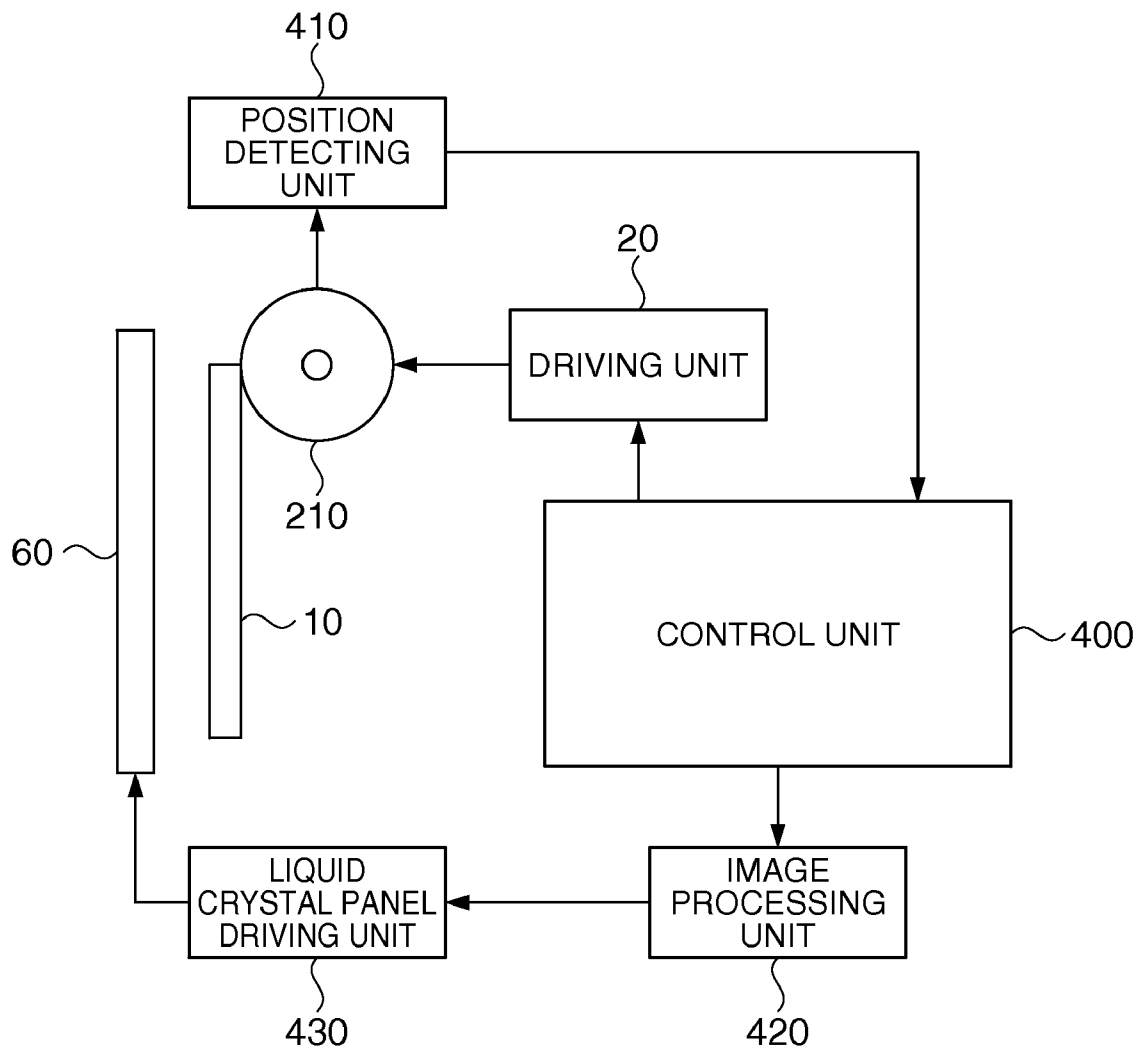 410
POSITION
DETECTING
UNIT
20
DRIVING UNIT
210
60
10
CONTROL UNIT
400
LIQUID
CRYSTAL PANEL
DRIVING UNIT
IMAGE
PROCESSING
UNIT
430
420